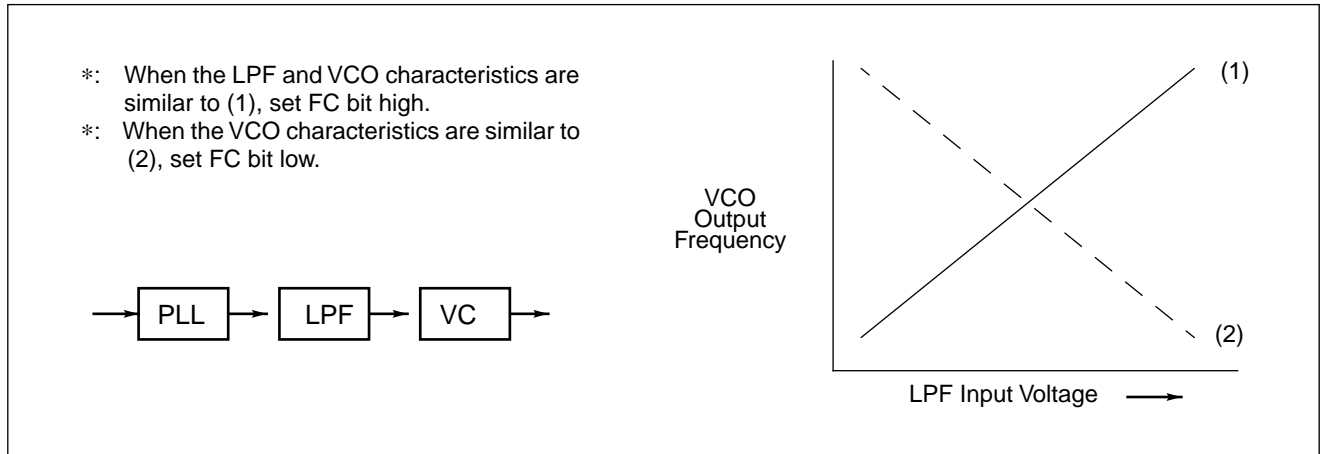 *: When the LPF and VCO characteristics are
similar to (1), set FC bit high.
*: When the VCO characteristics are similar to
(2), set FC bit low.
PLL
LPF
VC
VCO
Output
Frequency
(1)
(2)
LPF Input Voltage